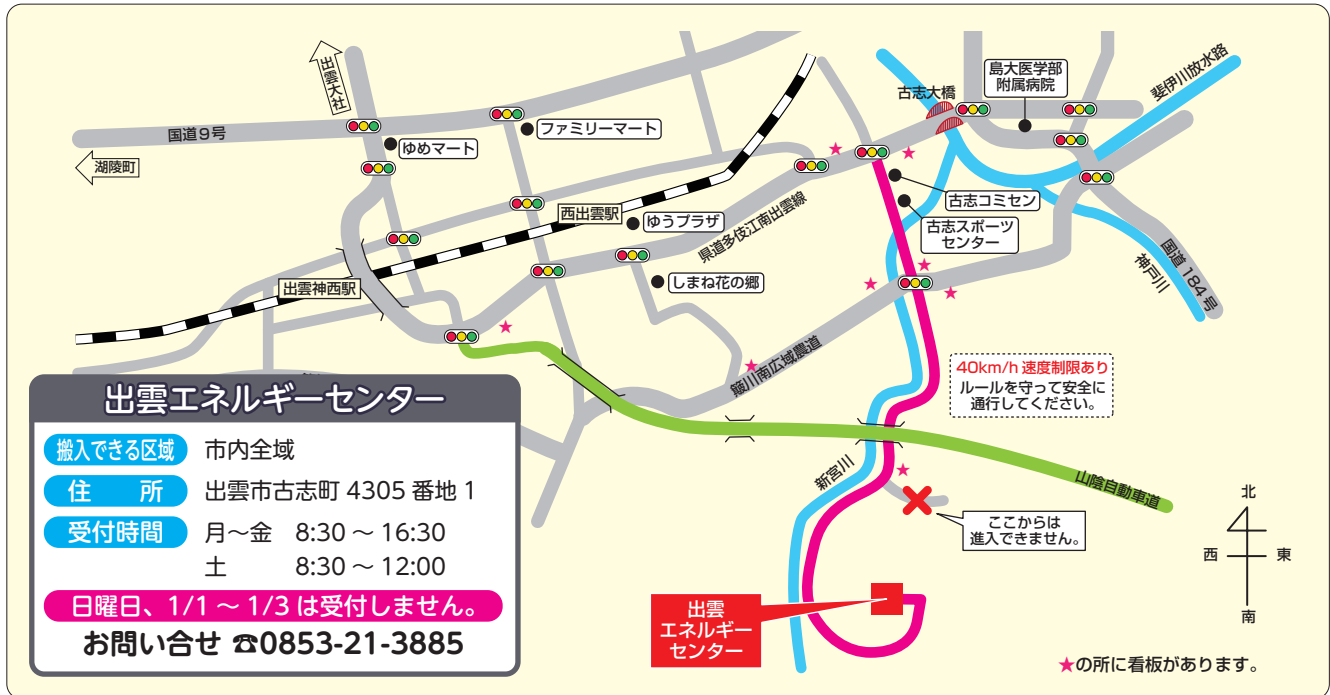 出雲大社
国道9号
湖陵町
ゆめマート
ファミリーマート
西出雲駅
ゆうプラザ
県道多伎江南出雲線
出雲神西駅
しまね花の郷
古志大橋
島大医学部
附属病院
斐伊川放水路
古志コミセン
古志スポーツ
センター
国道184号
神戸川
簸川南広域農道
40km/h 速度制限あり
ルールを守って安全に
通行してください。
新宮川
山陰自動車道
ここからは
進入できません。
出雲
エネルギー
センター
北
西
東
南
★の所に看板があります。
出雲エネルギーセンター
搬入できる区域 市内全域
住 所 出雲市古志町 4305 番地 1
受付時間 月~金 8:30 ~ 16:30
土 8:30 ~ 12:00
日曜日、1/1 ~ 1/3 は受付しません。
お問い合せ ☎0853-21-3885